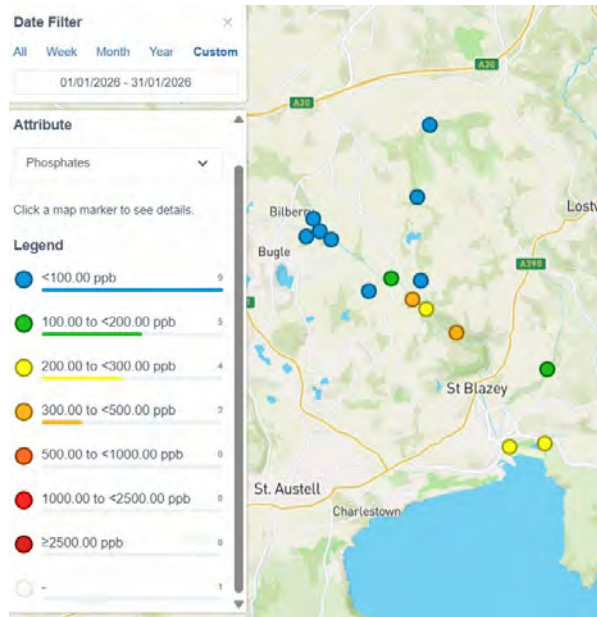 Date Filter ×
All Week Month Year Custom
01/01/2026 - 31/01/2026
Attribute
Phosphates
Click a map marker to see details.
Legend
<100.00 ppb 9
100.00 to <200.00 ppb 5
200.00 to <300.00 ppb 4
300.00 to <500.00 ppb 2
500.00 to <1000.00 ppb 0
1000.00 to <2500.00 ppb 0
≥2500.00 ppb 0
- 1
A30
A30
Bilberry
Lostw
Bugle
A390
St Blazey
St. Austell
Charlestown